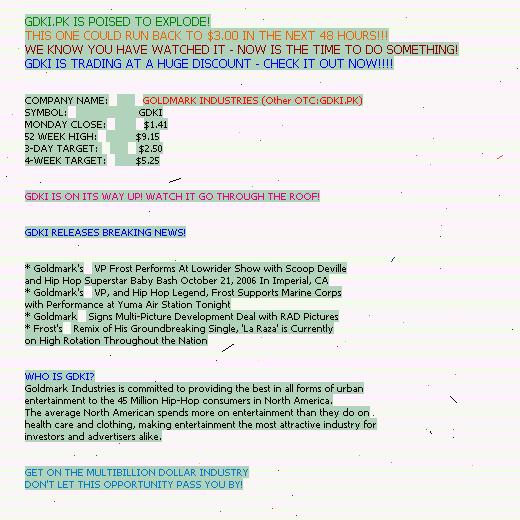 GDKI.PK IS POISED TO EXPLODE!
THIS ONE COULD RUN BACK TO $3.00 IN THE NEXT 48 HOURS!!!
WE KNOW YOU HAVE WATCHED IT - NOW IS THE TIME TO DO SOMETHING!
GDKI IS TRADING AT A HUGE DISCOUNT - CHECK IT OUT NOW!!!!
COMPANY NAME: GOLDMARK INDUSTRIES (Other OTC:GDKI.PK)
SYMBOL: GDKI
MONDAY CLOSE: $1.41
52 WEEK HIGH: $9.15
3-DAY TARGET: $2.50
4-WEEK TARGET: $5.25
GDKI IS ON ITS WAY UP! WATCH IT GO THROUGH THE ROOF!
GDKI RELEASES BREAKING NEWS!
* Goldmark's VP Frost Performs At Lowrider Show with Scoop Deville
and Hip Hop Superstar Baby Bash October 21, 2006 In Imperial, CA
* Goldmark's VP, and Hip Hop Legend, Frost Supports Marine Corps
with Performance at Yuma Air Station Tonight
* Goldmark Signs Multi-Picture Development Deal with RAD Pictures
* Frost's Remix of His Groundbreaking Single, 'La Raza' is Currently
on High Rotation Throughout the Nation
WHO IS GDKI?
Goldmark Industries is committed to providing the best in all forms of urban
entertainment to the 45 Million Hip-Hop consumers in North America.
The average North American spends more on entertainment than they do on
health care and clothing, making entertainment the most attractive industry for
investors and advertisers alike.
GET ON THE MULTIBILLION DOLLAR INDUSTRY
DON'T LET THIS OPPORTUNITY PASS YOU BY!